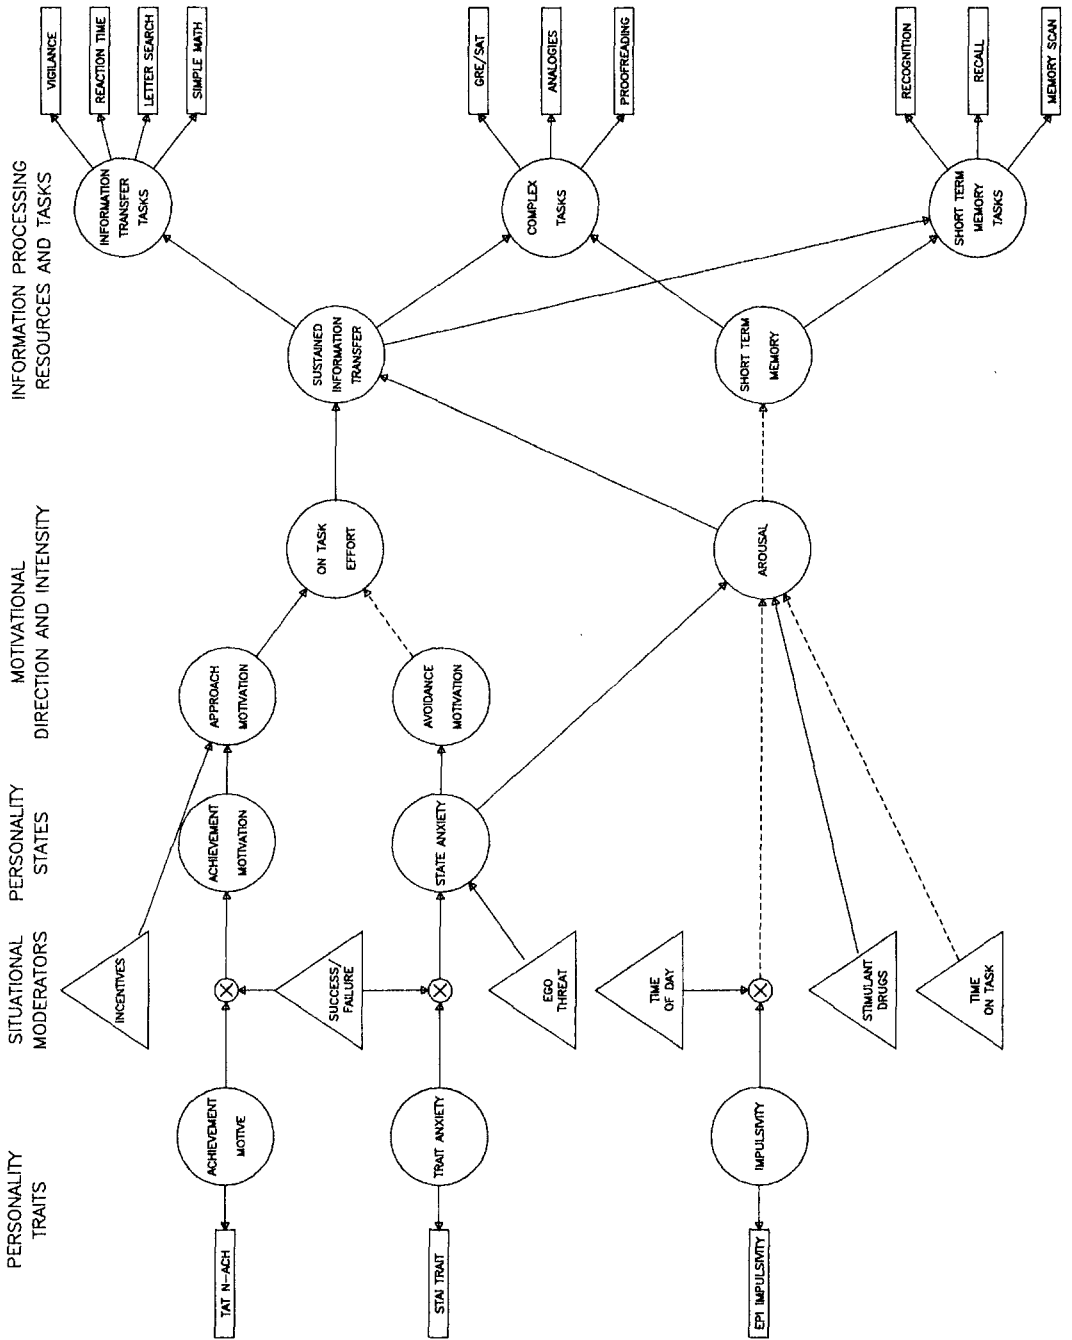 PERSONALITY
TRAITS
SITUATIONAL
MODERATORS
PERSONALITY
STATES
MOTIVATIONAL
DIRECTION AND INTENSITY
INFORMATION PROCESSING
RESOURCES AND TASKS
TAT N-ACH
ACHIEVEMENT
MOTIVE
INCENTIVES
ACHIEVEMENT
MOTIVATION
APPROACH
MOTIVATION
ON TASK
EFFORT
SUSTAINED
INFORMATION
TRANSFER
INFORMATION
TRANSFER
TASKS
VIGILANCE
REACTION TIME
LETTER SEARCH
SIMPLE MATH
SUCCESS/
FAILURE
STAI TRAIT
TRAIT ANXIETY
STATE ANXIETY
AVOIDANCE
MOTIVATION
EGO
THREAT
COMPLEX
TASKS
GRE/SAT
ANALOGIES
PROOFREADING
TIME
OF DAY
EPI IMPULSIVITY
IMPULSIVITY
AROUSAL
SHORT TERM
MEMORY
STIMULANT
DRUGS
TIME
ON TASK
SHORT TERM
MEMORY
TASKS
RECOGNITION
RECALL
MEMORY SCAN